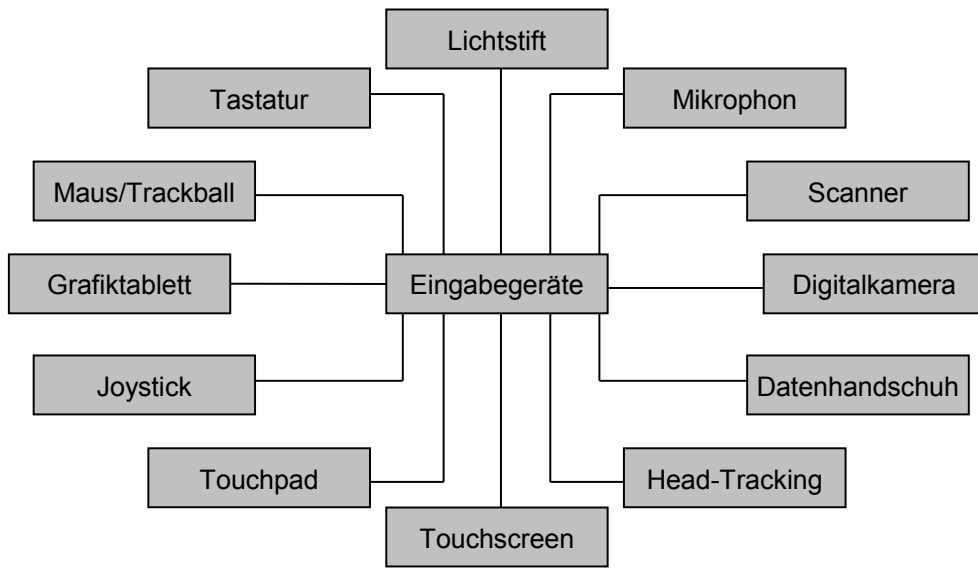 Lichtstift
Tastatur
Mikrophon
Maus/Trackball
Scanner
Grafiktablett
Eingabegeräte
Digitalkamera
Joystick
Datenhandschuh
Touchpad
Head-Tracking
Touchscreen